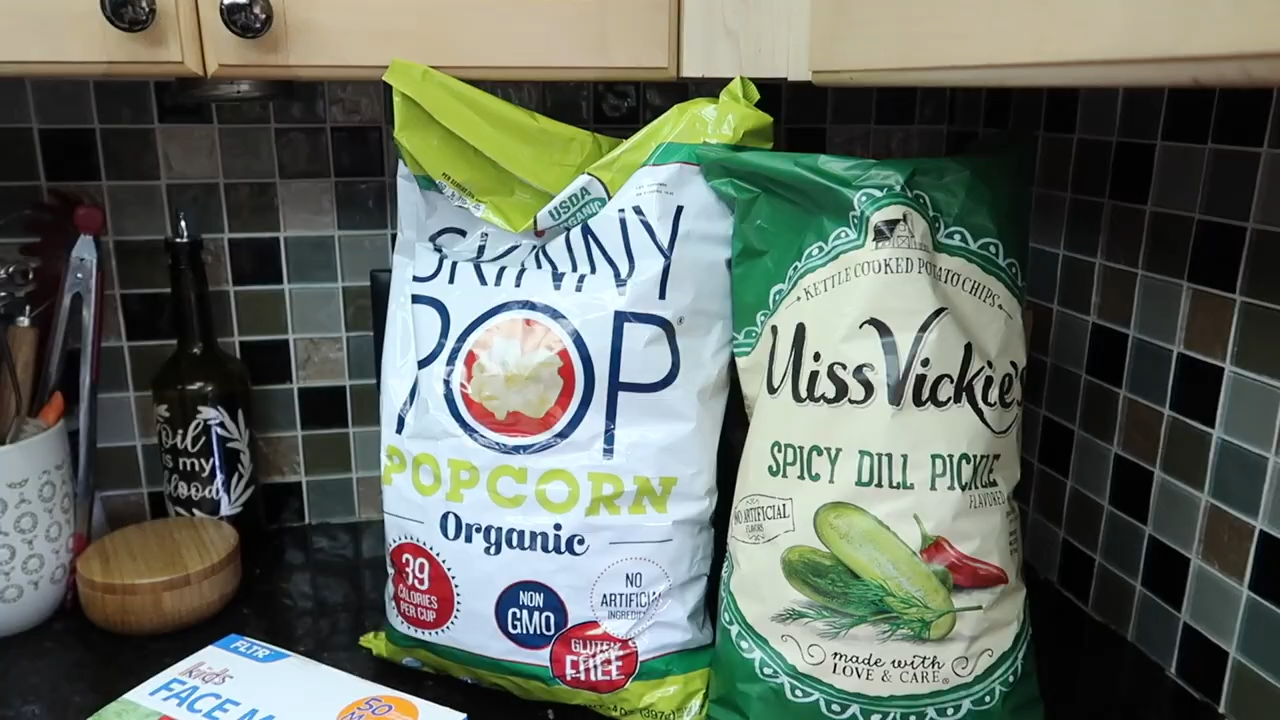 USDA
ORGANIC
SKINNY
POP
POPCORN
Organic
39
CALORIES
PER CUP
NON
GMO
NO
ARTIFICIAL
INGREDIENTS
GLUTEN
FREE
KETTLE COOKED POTATO CHIPS
Miss Vickie's
SPICY DILL PICKLE
FLAVORED
NO ARTIFICIAL
FLAVORS
made with
LOVE & CARE
Oil
is my
blood
FLTR
kids
FACE M
50